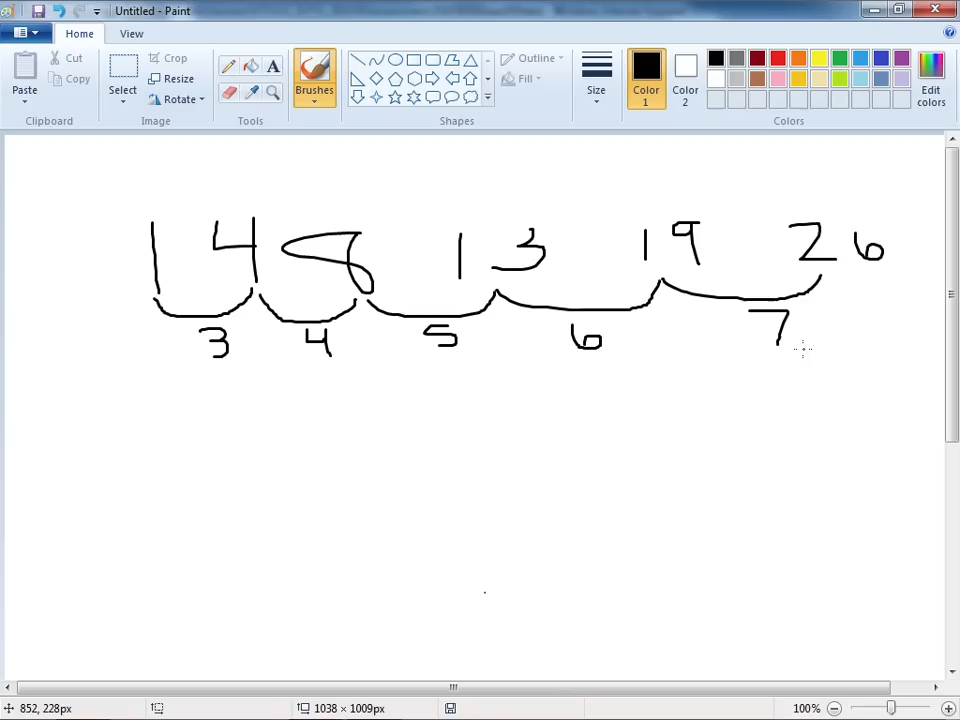 Untitled - Paint
Home View
Paste
Cut
Copy
Clipboard
Select
Crop
Resize
Rotate
Image
A
Tools
Brushes
Outline
Fill
Shapes
Size
Color 1
Color 2
Edit colors
Colors
1 4 8 13 19 26
3 4 5 6 7
852, 228px
1038 × 1009px
100%